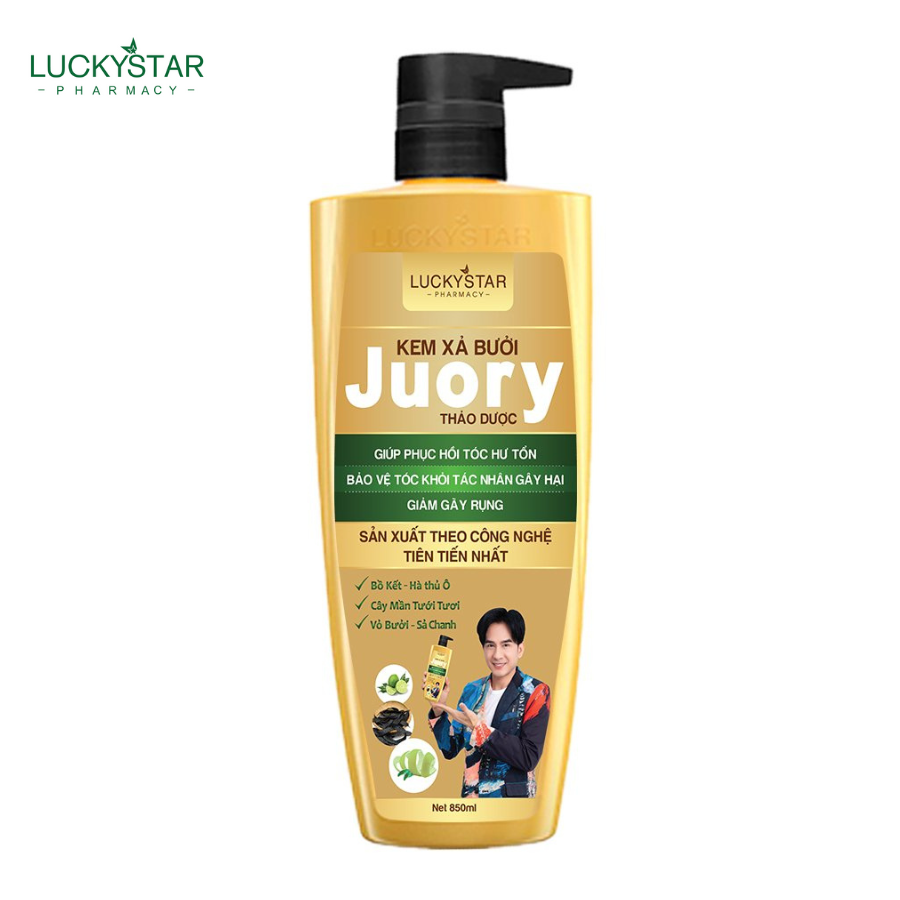 LUCKYSTAR
- PHARMACY -
LUCKYSTAR
LUCKYSTAR
- PHARMACY -
KEM XẢ BƯỞI
Juory
THẢO DƯỢC
GIÚP PHỤC HỒI TÓC HƯ TỔN
BẢO VỆ TÓC KHỎI TÁC NHÂN GÂY HẠI
GIẢM GÃY RỤNG
SẢN XUẤT THEO CÔNG NGHỆ
TIÊN TIẾN NHẤT
Bồ Kết - Hà thủ Ô
Cây Mần Tưới Tươi
Vỏ Bưởi - Sả Chanh
Juory
Net 850ml